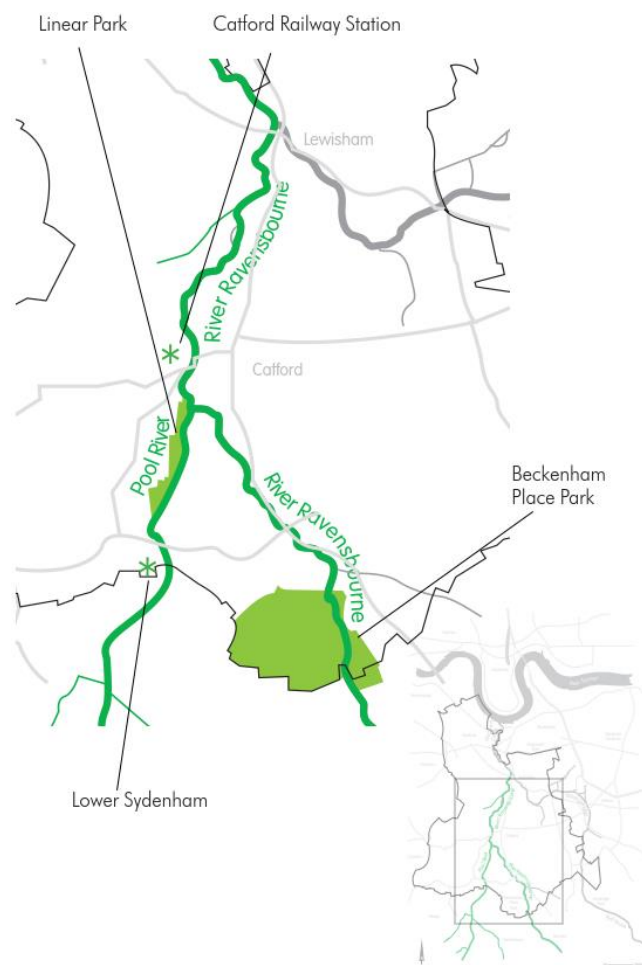 Linear Park
Catford Railway Station
Lewisham
River Ravensbourne
Catford
Pool River
River Ravensbourne
Beckenham
Place Park
Lower Sydenham